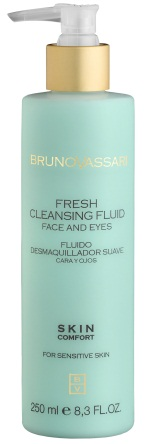 BRUNO VASSARI
FRESH
CLEANSING FLUID
FACE AND EYES
FLUIDO
DESMAQUILLADOR SUAVE
CARA Y OJOS
SKIN
COMFORT
FOR SENSITIVE SKIN
BV
250 ml e 8,3 FL.OZ.